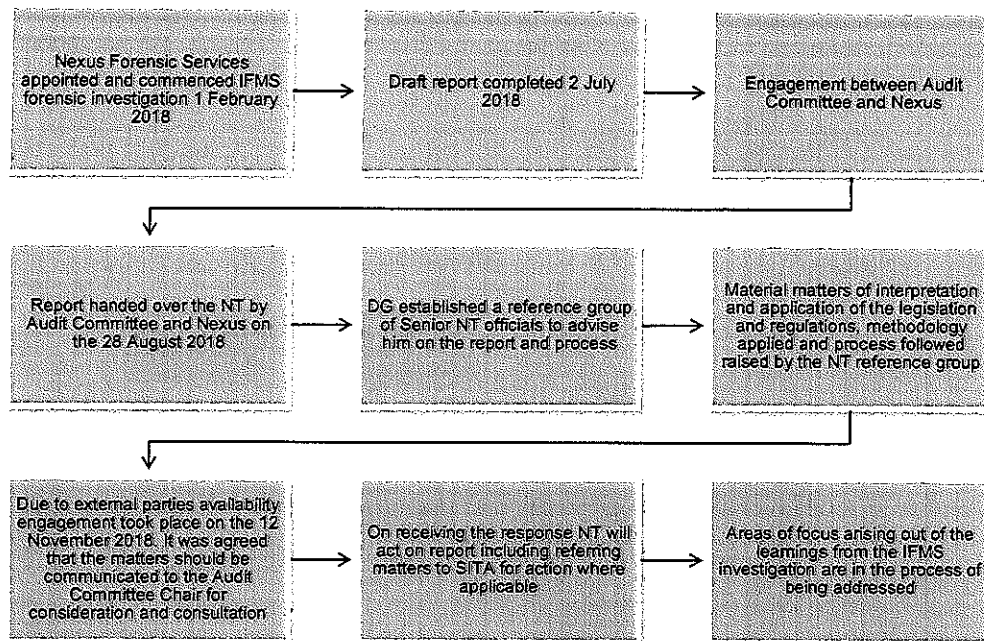 Nexus Forensic Services
appointed and commenced IFMS
forensic investigation 1 February
2018
Draft report completed 2 July
2018
Engagement between Audit
Committee and Nexus
Report handed over the NT by
Audit Committee and Nexus on
the 28 August 2018
DG established a reference group
of Senior NT officials to advise
him on the report and process
Material matters of interpretation
and application of the legislation
and regulations, methodology
applied and process followed
raised by the NT reference group
Due to external parties availability
engagement took place on the 12
November 2018. It was agreed
that the matters should be
communicated to the Audit
Committee Chair for
consideration and consultation
On receiving the response NT will
act on report including referring
matters to SITA for action where
applicable
Areas of focus arising out of the
learnings from the IFMS
investigation are in the process of
being addressed